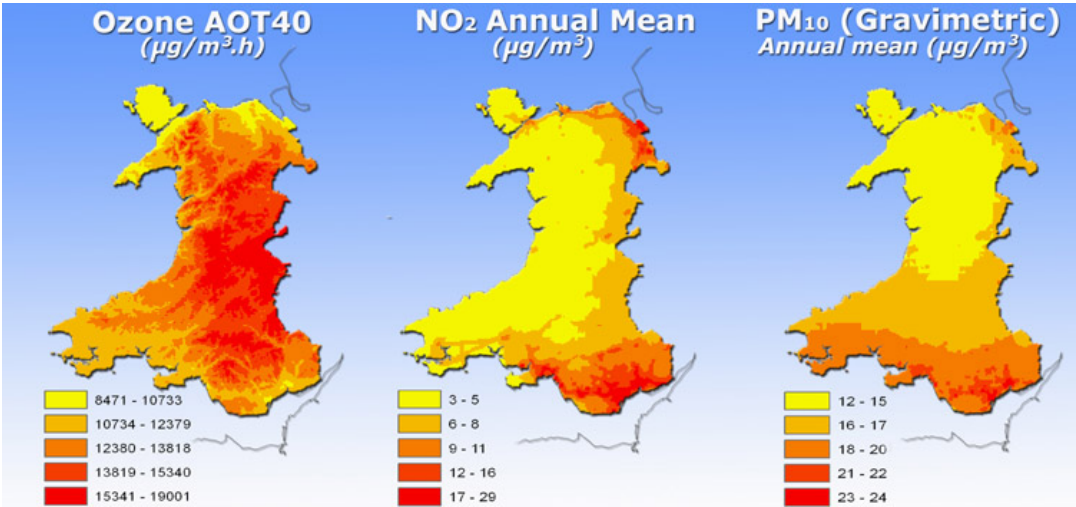 Ozone AOT40
(µg/m³.h)
8471 - 10733
10734 - 12379
12380 - 13818
13819 - 15340
15341 - 19001
NO₂ Annual Mean
(µg/m³)
3 - 5
6 - 8
9 - 11
12 - 16
17 - 29
PM₁₀ (Gravimetric)
Annual mean (µg/m³)
12 - 15
16 - 17
18 - 20
21 - 22
23 - 24